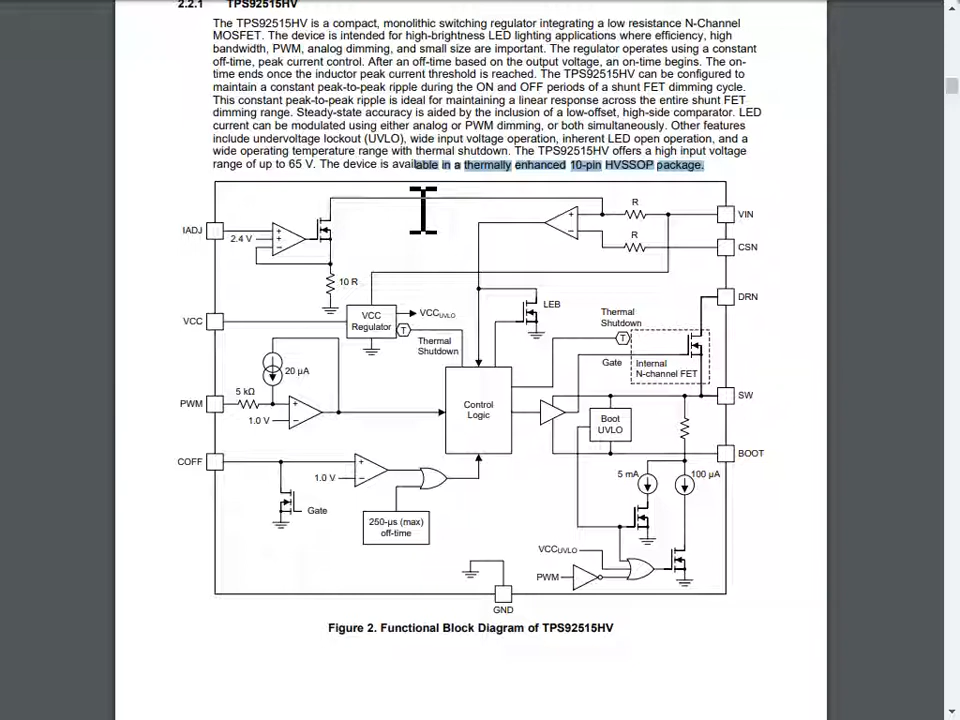 2.2.1 TPS92515HV
The TPS92515HV is a compact, monolithic switching regulator integrating a low resistance N-Channel
MOSFET. The device is intended for high-brightness LED lighting applications where efficiency, high
bandwidth, PWM, analog dimming, and small size are important. The regulator operates using a constant
off-time, peak current control. After an off-time based on the output voltage, an on-time begins. The on-
time ends once the inductor peak current threshold is reached. The TPS92515HV can be configured to
maintain a constant peak-to-peak ripple during the ON and OFF periods of a shunt FET dimming cycle.
This constant peak-to-peak ripple is ideal for maintaining a linear response across the entire shunt FET
dimming range. Steady-state accuracy is aided by the inclusion of a low-offset, high-side comparator. LED
current can be modulated using either analog or PWM dimming, or both simultaneously. Other features
include undervoltage lockout (UVLO), wide input voltage operation, inherent LED open operation, and a
wide operating temperature range with thermal shutdown. The TPS92515HV offers a high input voltage
range of up to 65 V. The device is available in a thermally enhanced 10-pin HVSSOP package.
R
VIN
IADJ
2.4 V
R
CSN
10 R
DRN
LEB
VCC
VCC
Regulator
VCCUVLO
T
Thermal
Shutdown
Thermal
Shutdown
T
Gate
Internal
N-channel FET
20 µA
5 kΩ
PWM
1.0 V
Control
Logic
Boot
UVLO
SW
BOOT
COFF
1.0 V
Gate
250-µs (max)
off-time
5 mA
100 µA
VCCUVLO
PWM
GND
Figure 2. Functional Block Diagram of TPS92515HV